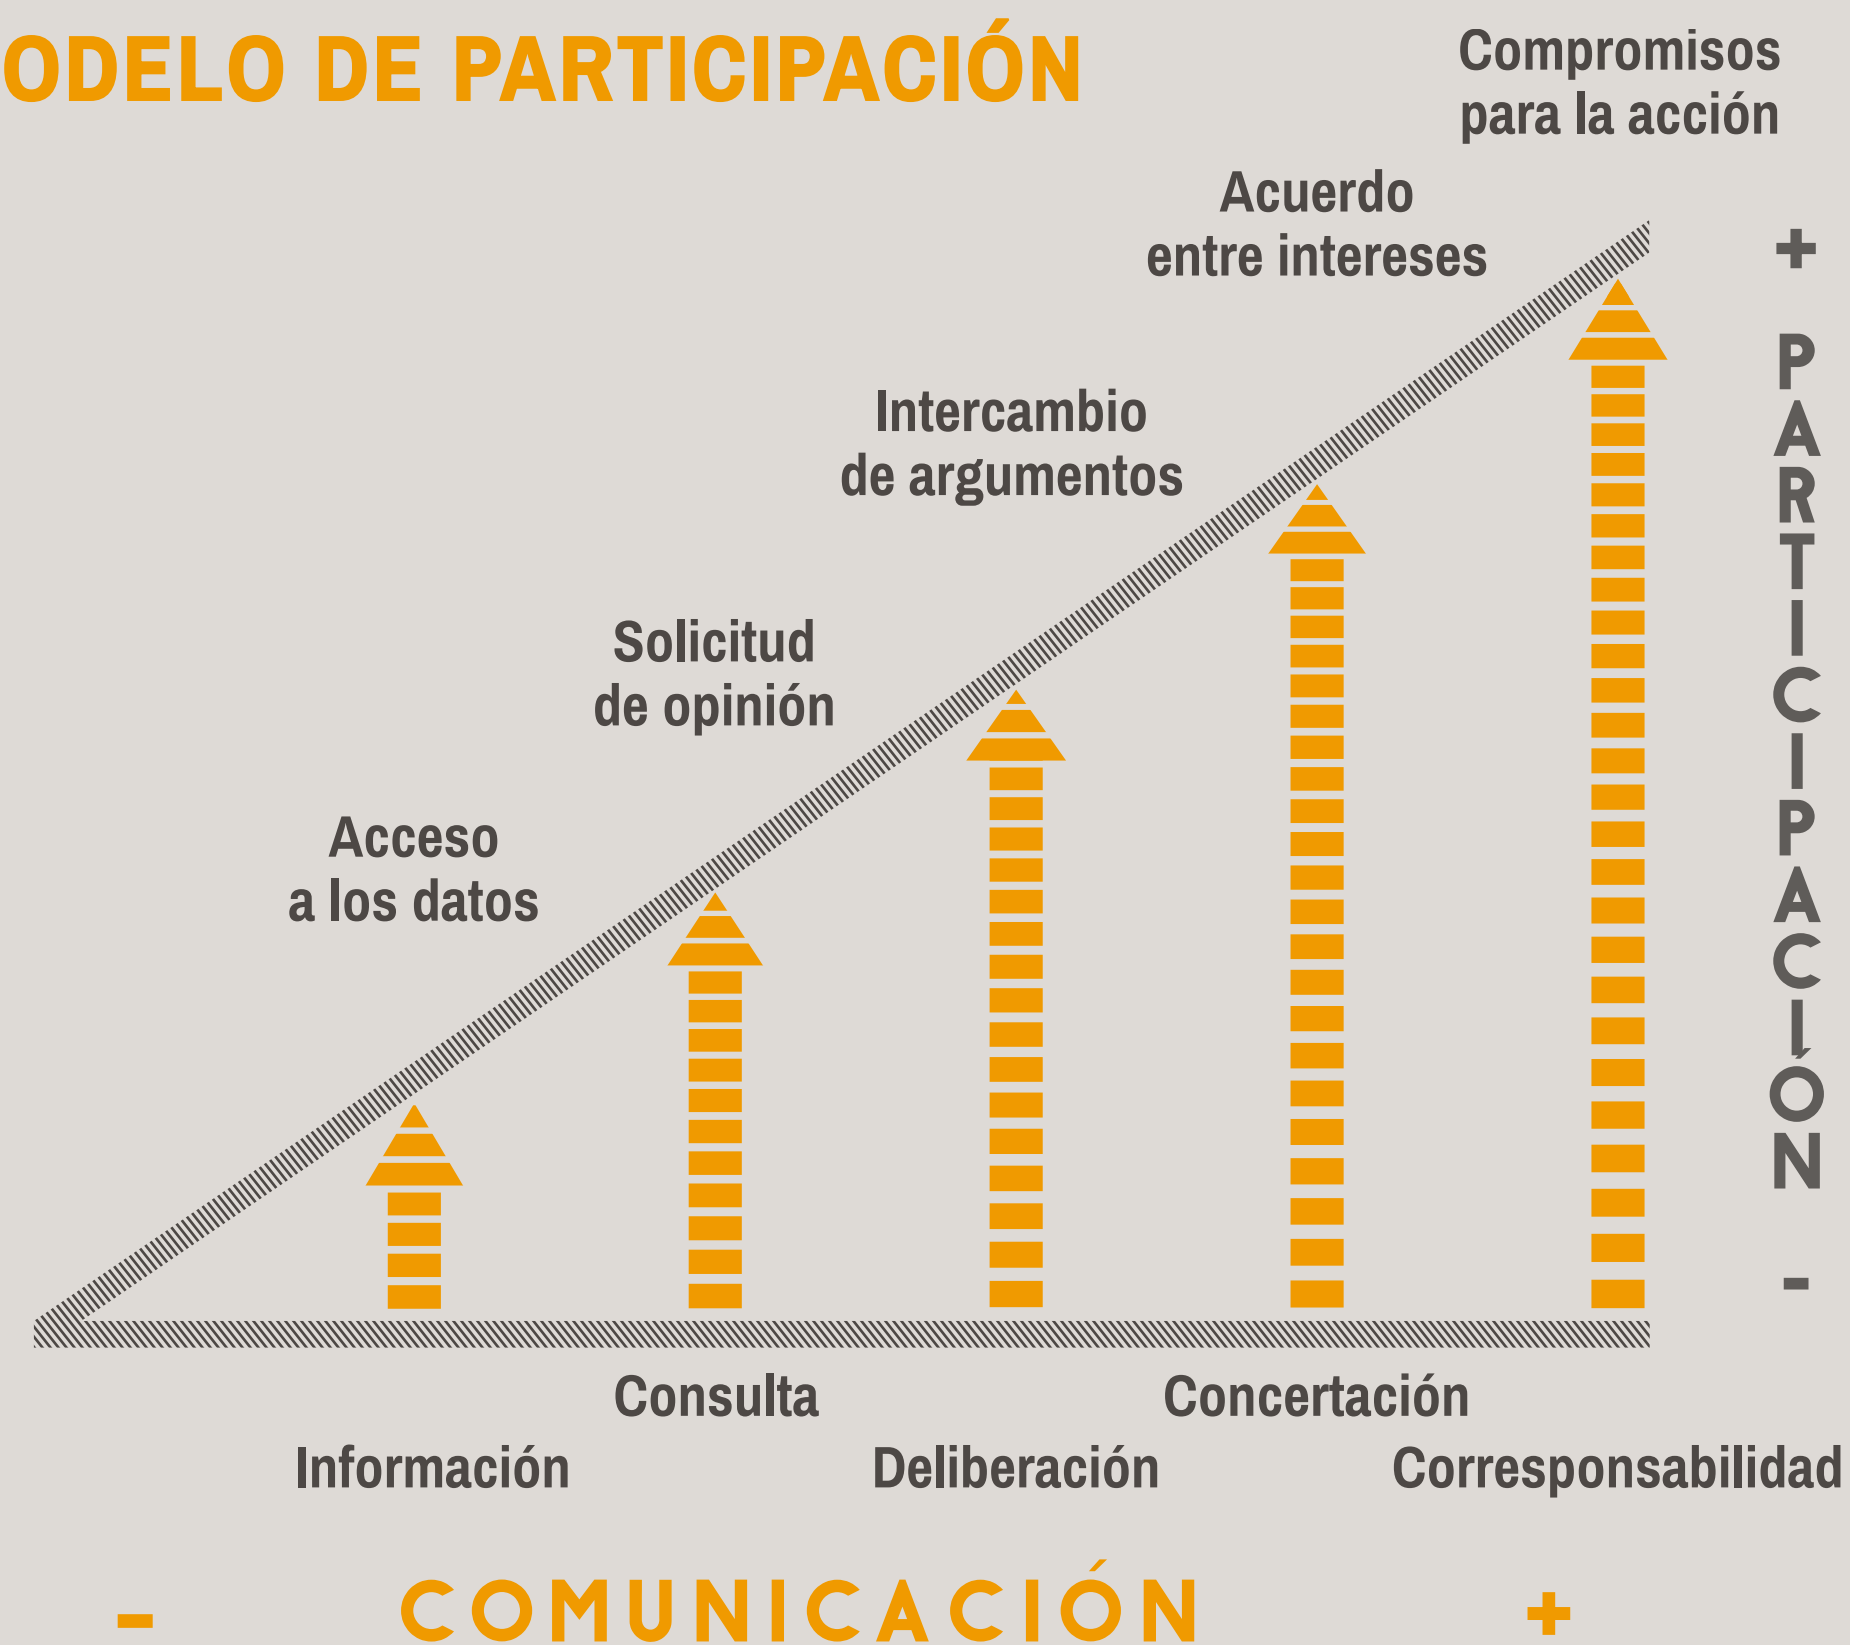 ODELO DE PARTICIPACIÓN
Compromisos
para la acción
Acuerdo
entre intereses
Intercambio
de argumentos
Solicitud
de opinión
Acceso
a los datos
+
PARTICIPACIÓN
-
Consulta
Concertación
Información
Deliberación
Corresponsabilidad
- COMUNICACIÓN +